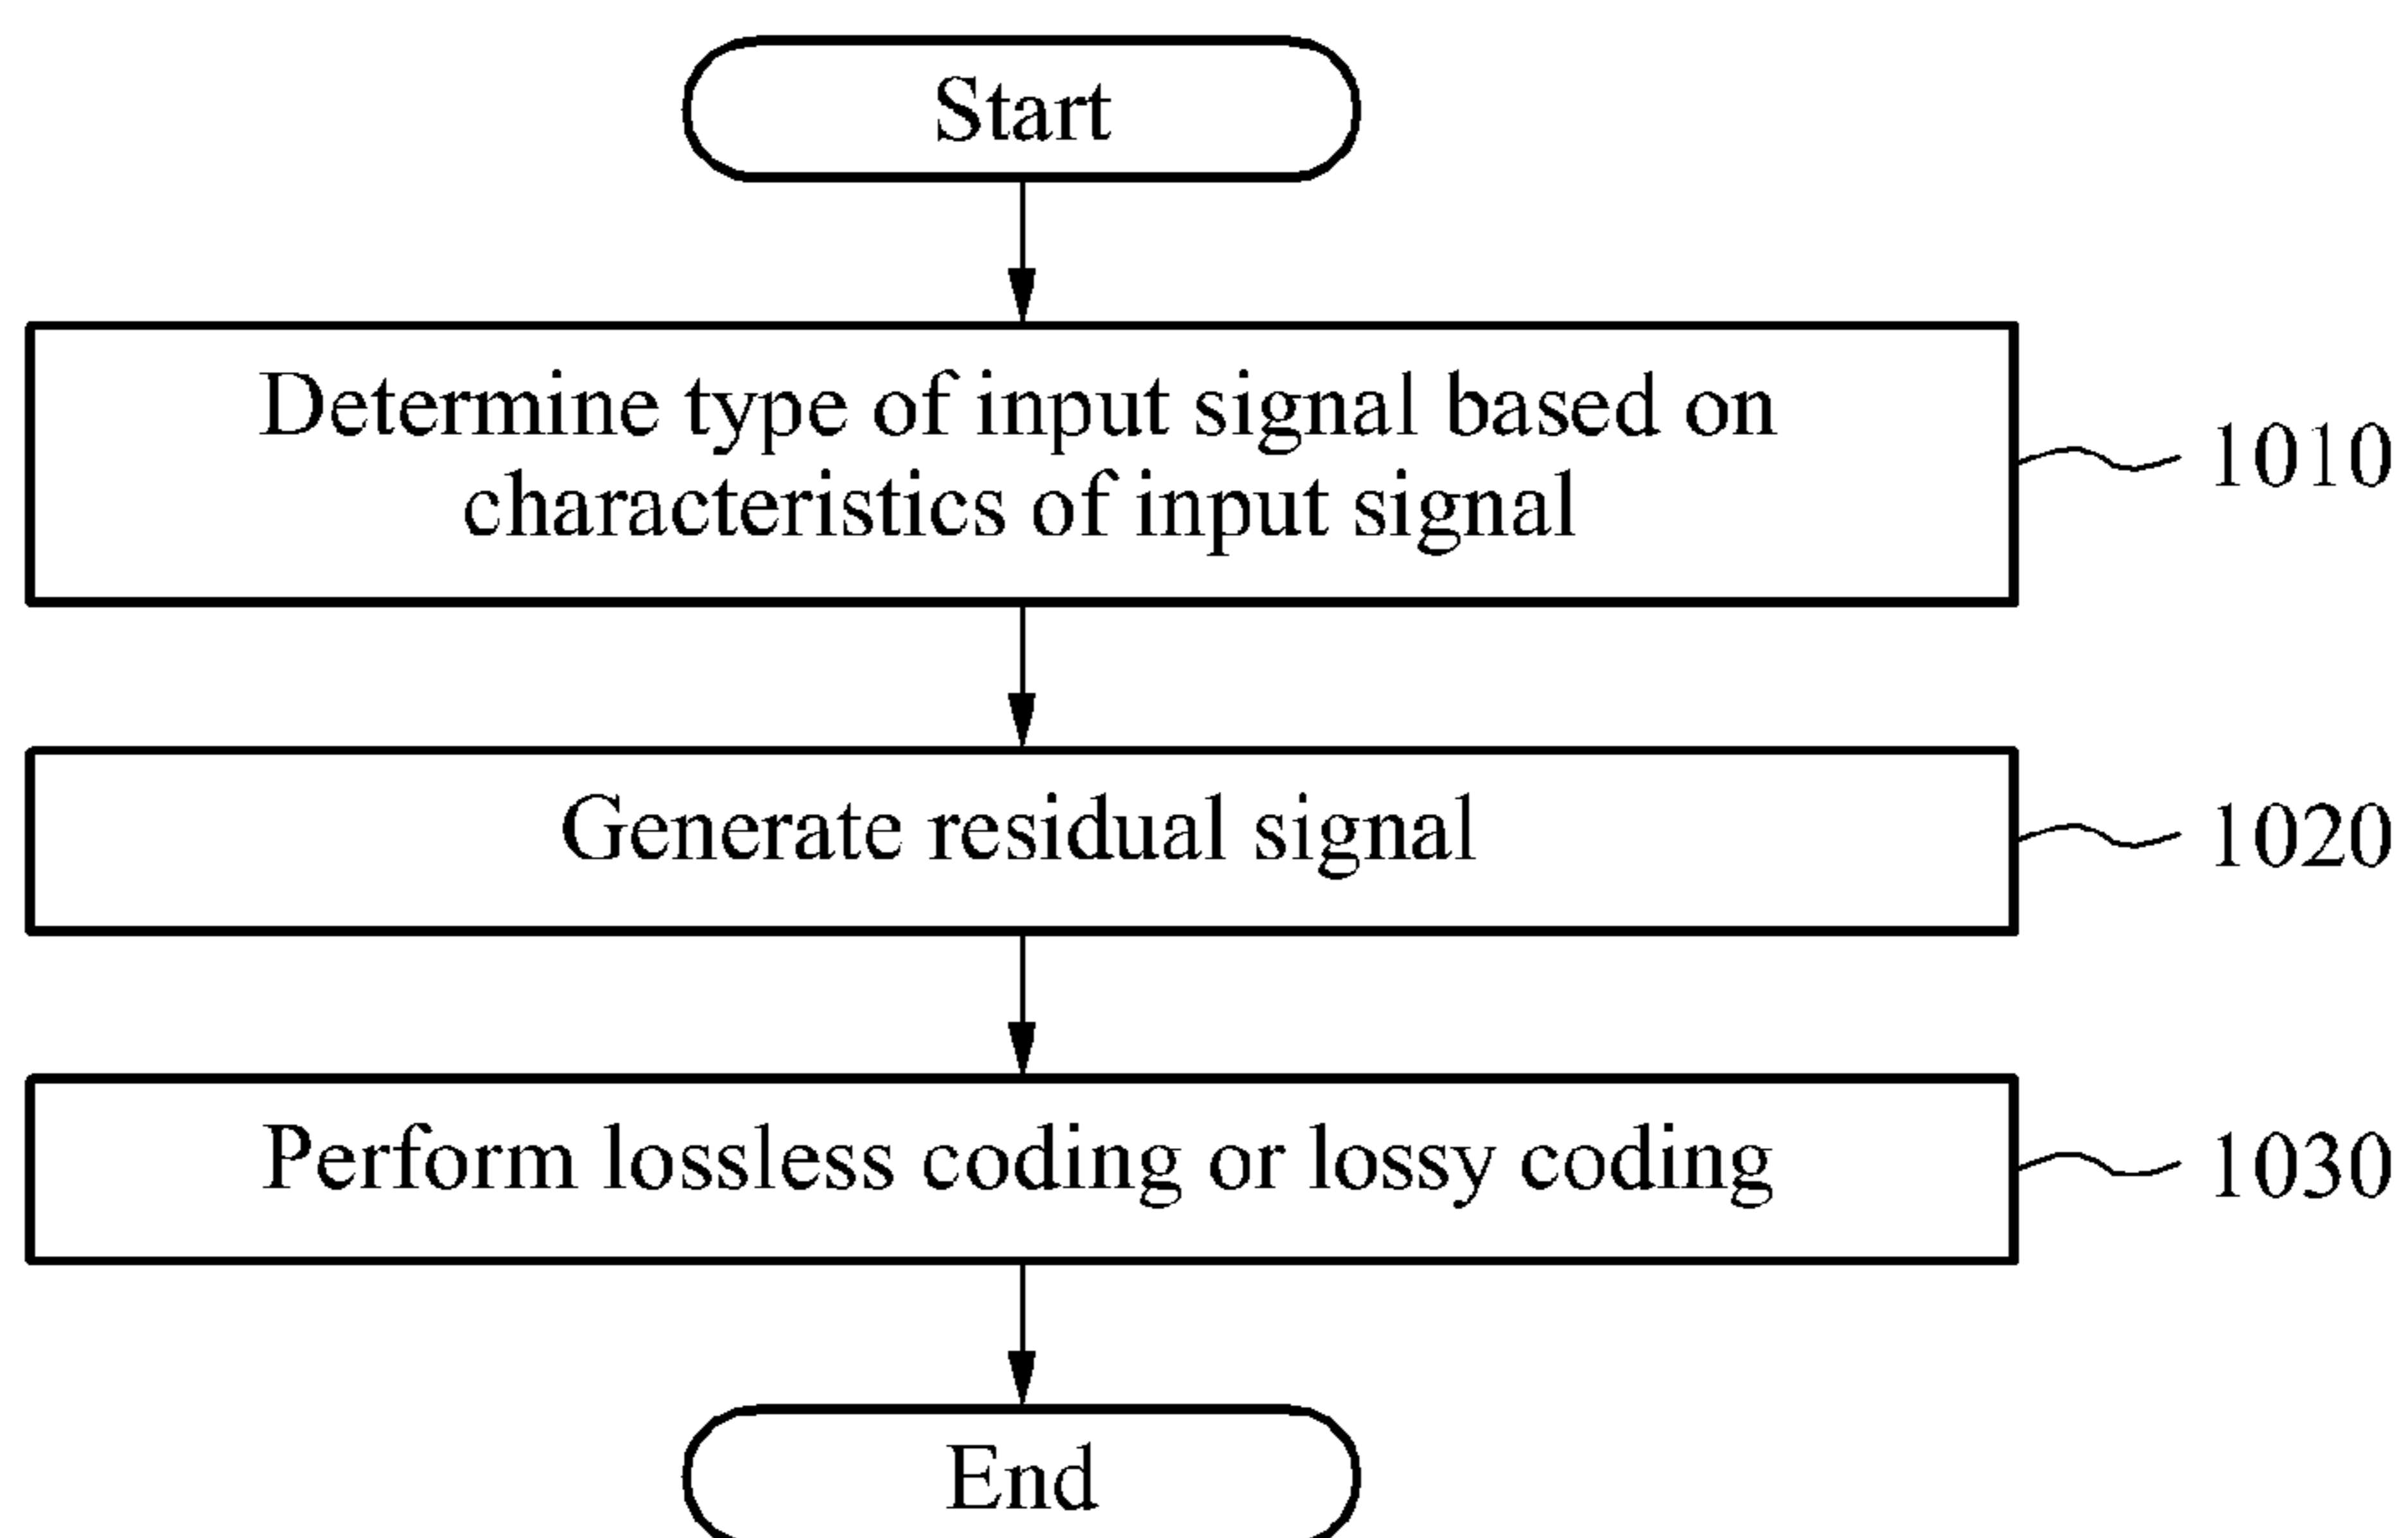 Start
Determine type of input signal based on
characteristics of input signal
1010
Generate residual signal
1020
Perform lossless coding or lossy coding
1030
End